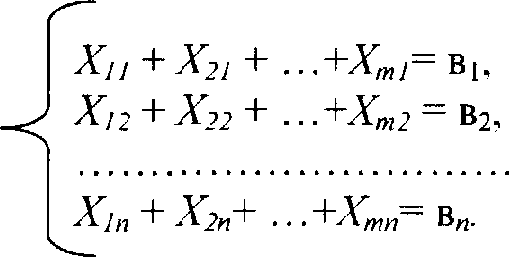 X₁₁ + X₂₁ + ...+Xₘ₁= в₁,
X₁₂ + X₂₂ + ...+Xₘ₂ = в₂,
........................................
X₁ₙ + X₂ₙ+ ...+Xₘₙ= вₙ.